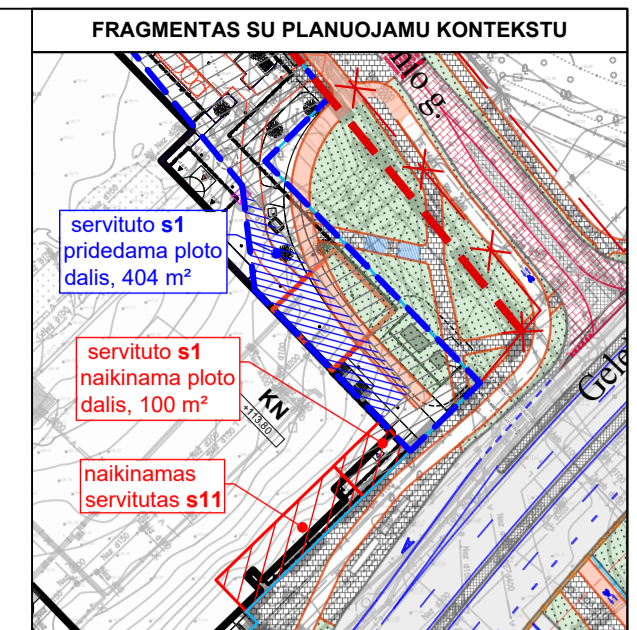 FRAGMENTAS SU PLANUOJAMU KONTEKSTU
nio g.
servituto s1
pridedama ploto
dalis, 404 m²
servituto s1
naikinama ploto
dalis, 100 m²
KN
+113.80
naikinamas
servitutas s11
Gele